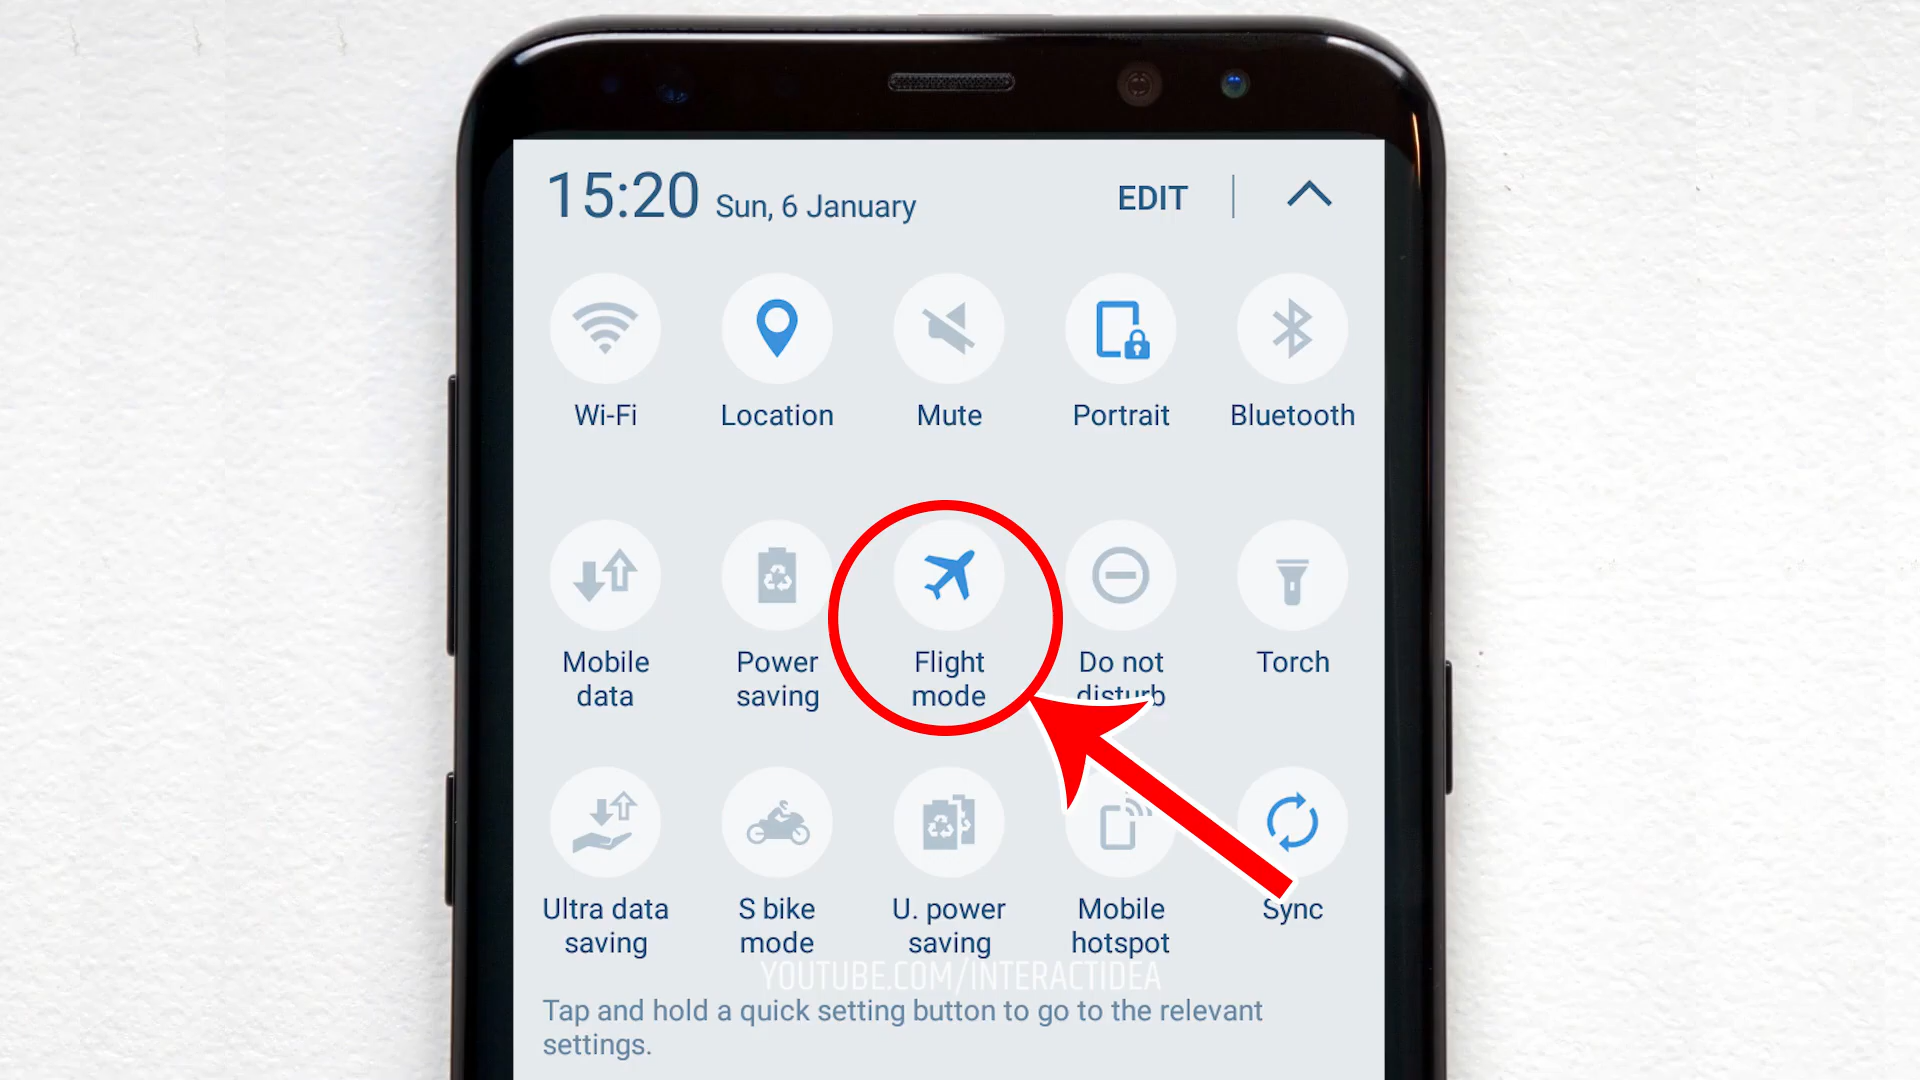 15:20 Sun, 6 January EDIT
Wi-Fi Location Mute Portrait Bluetooth
Mobile data Power saving Flight mode Do not disturb Torch
Ultra data saving S bike mode U. power saving Mobile hotspot Sync
YOUTUBE.COM/INTERACTIDEA
Tap and hold a quick setting button to go to the relevant
settings.